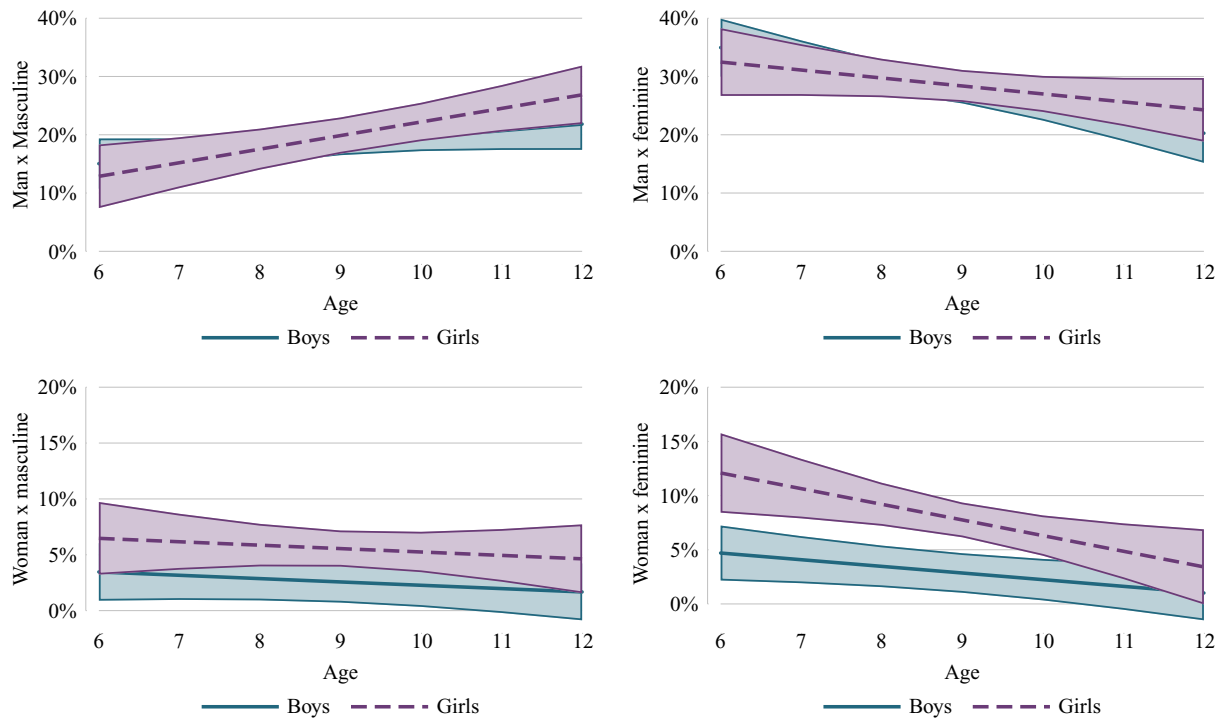 40%
30%
20%
10%
0%
Man x Masculine
6 7 8 9 10 11 12
Age
Boys Girls
40%
30%
20%
10%
0%
Man x feminine
6 7 8 9 10 11 12
Age
Boys Girls
20%
15%
10%
5%
0%
Woman x masculine
6 7 8 9 10 11 12
Age
Boys Girls
20%
15%
10%
5%
0%
Woman x feminine
6 7 8 9 10 11 12
Age
Boys Girls